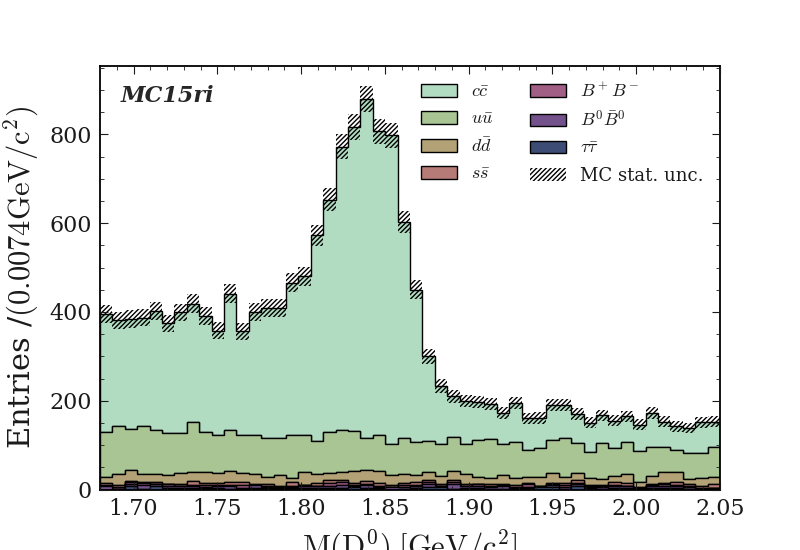 MC15ri
cc̄
uū
dd̄
ss̄
B⁺B⁻
B⁰B̄⁰
ττ̄
MC stat. unc.
Entries /(0.0074GeV/c²)
800
600
400
200
0
1.70 1.75 1.80 1.85 1.90 1.95 2.00 2.05
M(D⁰) [GeV/c²]